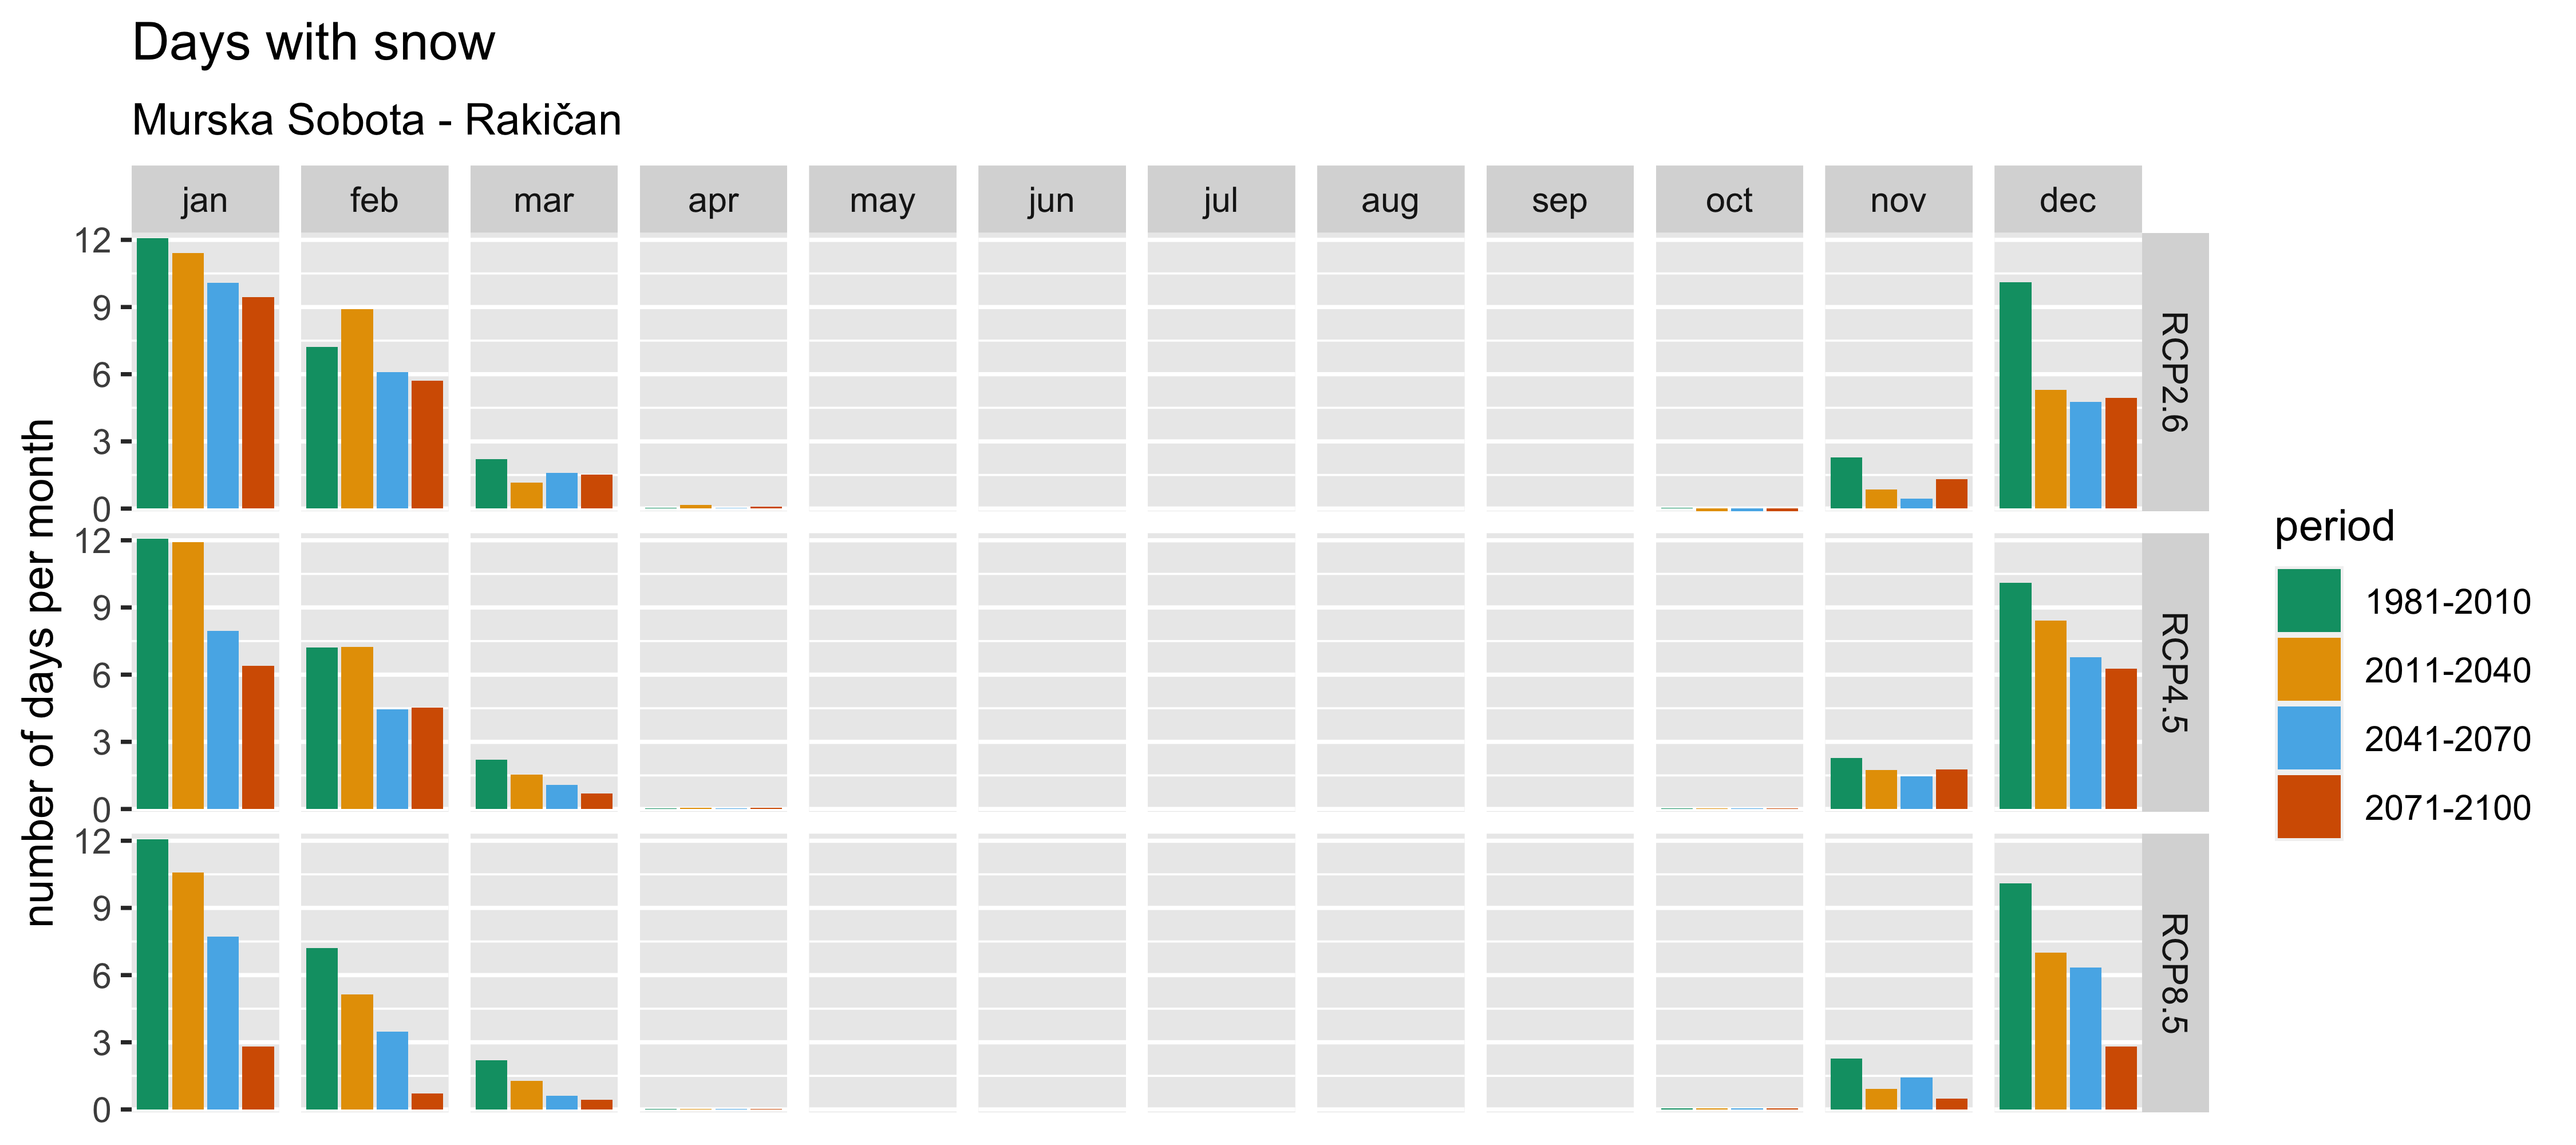 Days with snow
Murska Sobota - Rakičan
jan feb mar apr may jun jul aug sep oct nov dec
number of days per month
12
9
6
3
0
RCP2.6
12
9
6
3
0
RCP4.5
12
9
6
3
0
RCP8.5
period
1981-2010
2011-2040
2041-2070
2071-2100